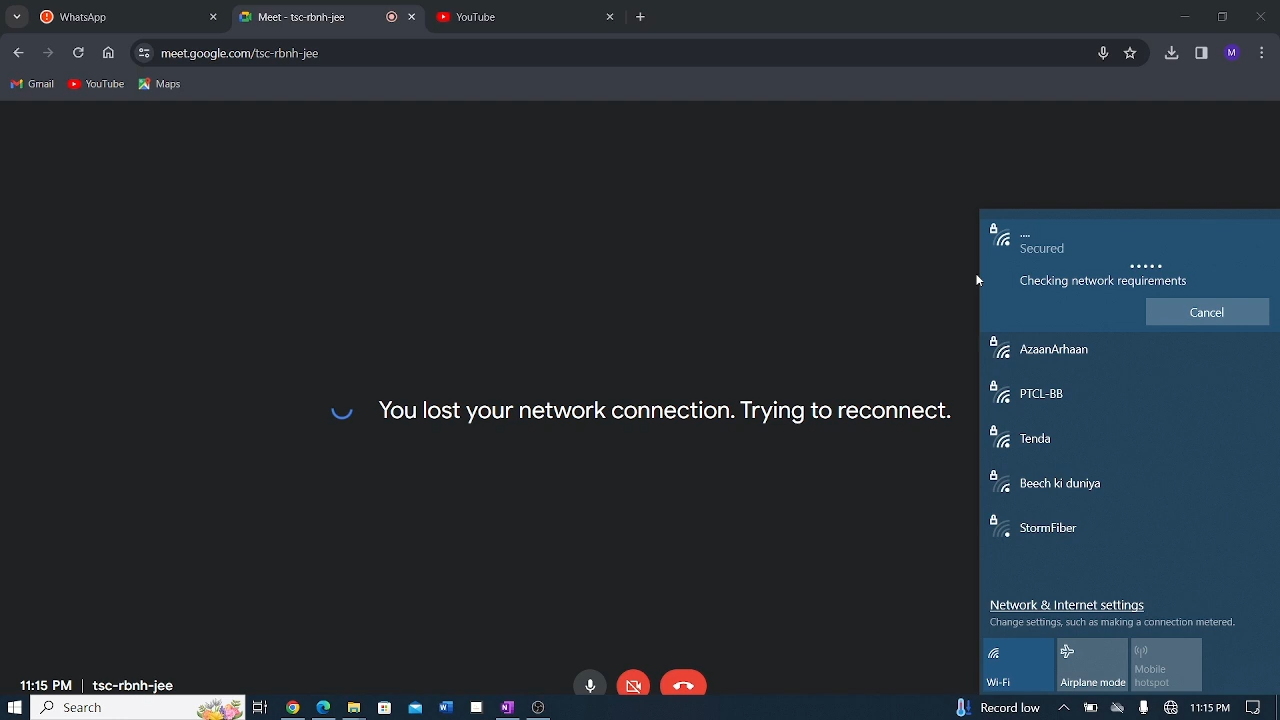 WhatsApp
Meet - tsc-rbnh-jee
YouTube
meet.google.com/tsc-rbnh-jee
M
Gmail
YouTube
Maps
...
Secured
Checking network requirements
Cancel
AzaanArhaan
PTCL-BB
You lost your network connection. Trying to reconnect.
Tenda
Beech ki duniya
StormFiber
Network & Internet settings
Change settings, such as making a connection metered.
Wi-Fi
Airplane mode
Mobile hotspot
11:15 PM | tsc-rbnh-jee
Search
Record low
11:15 PM